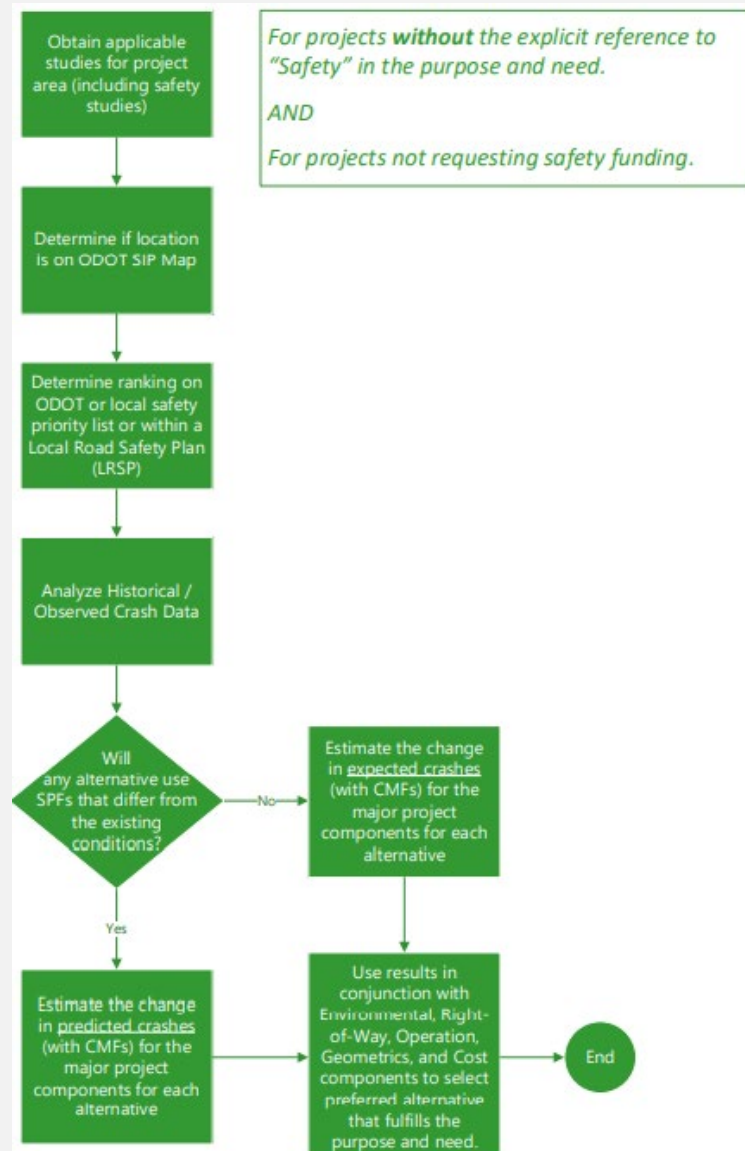 Obtain applicable
studies for project
area (including safety
studies)
For projects without the explicit reference to
“Safety” in the purpose and need.
AND
For projects not requesting safety funding.
Determine if location
is on ODOT SIP Map
Determine ranking on
ODOT or local safety
priority list or within a
Local Road Safety Plan
(LRSP)
Analyze Historical /
Observed Crash Data
Will
any alternative use
SPFs that differ from
the existing
conditions?
No
Estimate the change
in expected crashes
(with CMFs) for the
major project
components for each
alternative
Yes
Estimate the change
in predicted crashes
(with CMFs) for the
major project
components for each
alternative
Use results in
conjunction with
Environmental, Right-
of-Way, Operation,
Geometrics, and Cost
components to select
preferred alternative
that fulfills the
purpose and need.
End